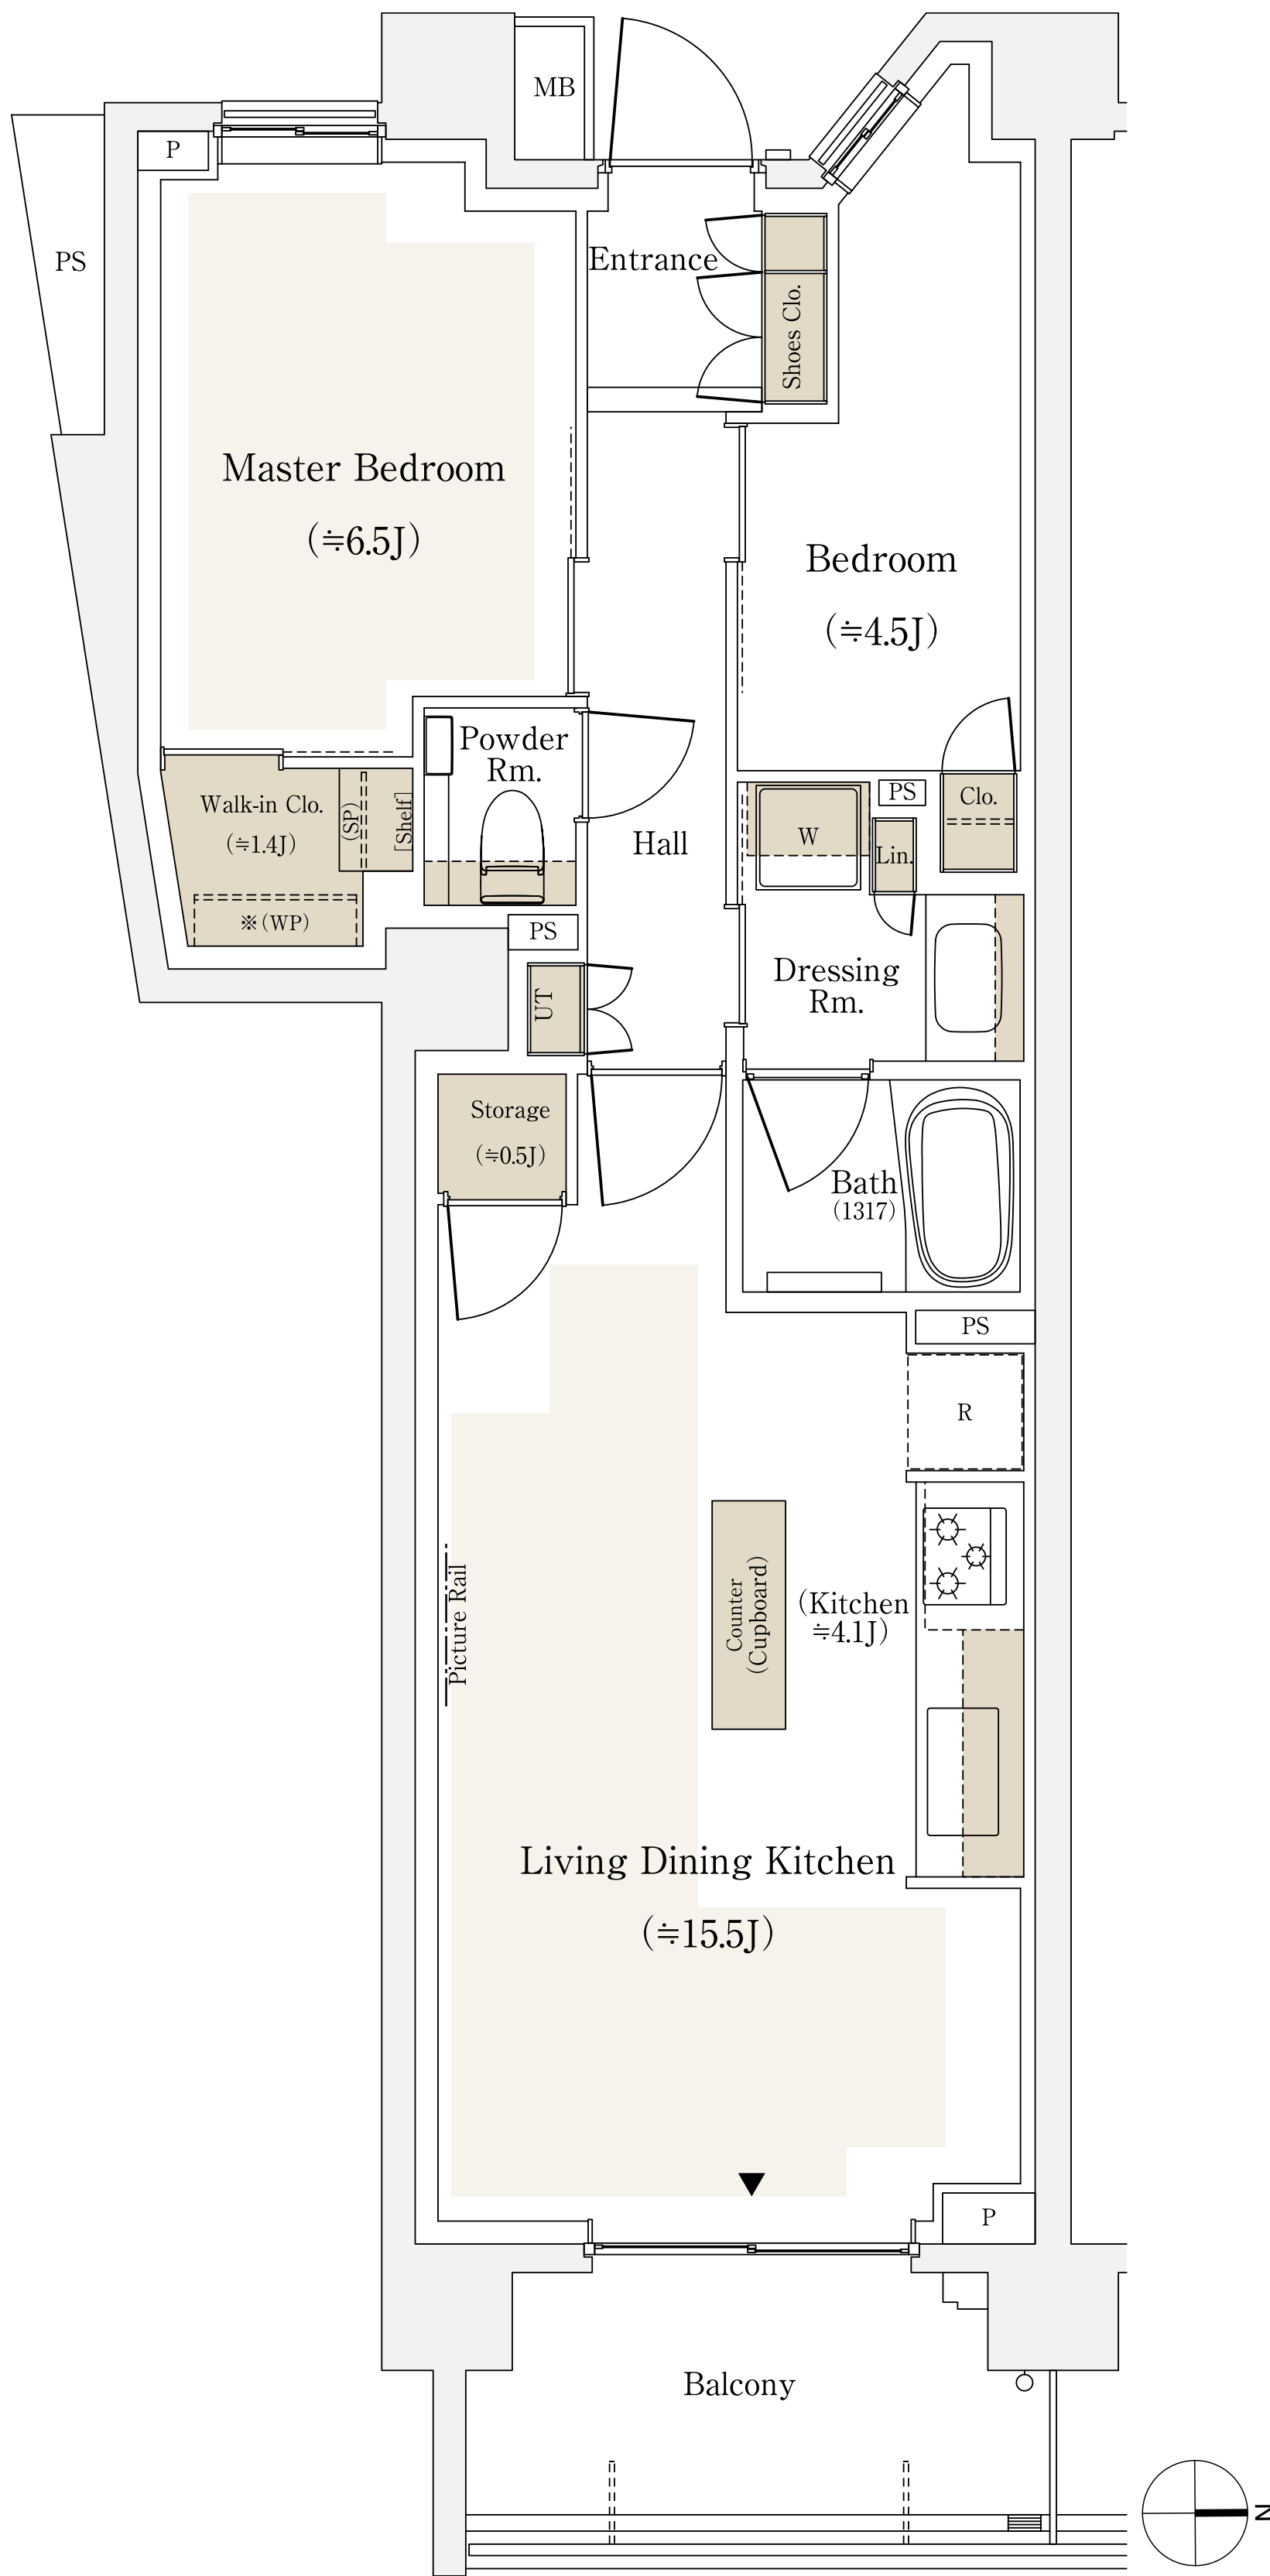 MB
P
PS
Entrance
Shoes Clo.
Master Bedroom
(≒6.5J)
Bedroom
(≒4.5J)
Powder
Rm.
Walk-in Clo.
(≒1.4J)
(SP)
[Shelf]
※(WP)
Hall
W
PS
Clo.
Lin.
PS
UT
Dressing
Rm.
Storage
(≒0.5J)
Bath
(1317)
PS
R
Picture Rail
Counter
(Cupboard)
(Kitchen
≒4.1J)
Living Dining Kitchen
(≒15.5J)
P
Balcony
N